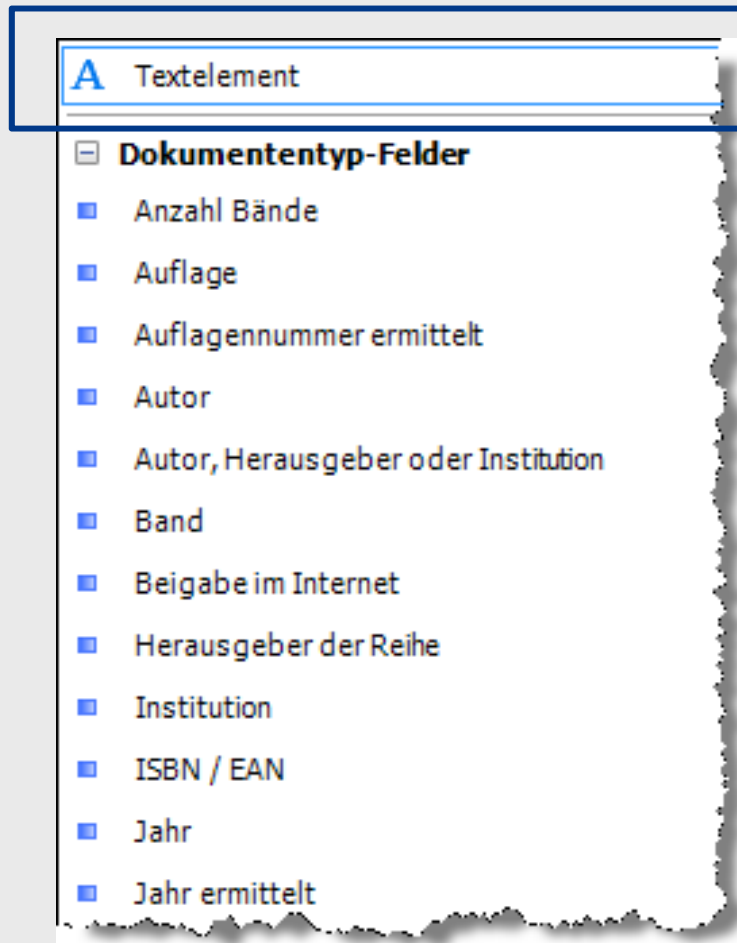 A Textelement
Dokumententyp-Felder
Anzahl Bände
Auflage
Auflagennummer ermittelt
Autor
Autor, Herausgeber oder Institution
Band
Beigabe im Internet
Herausgeber der Reihe
Institution
ISBN / EAN
Jahr
Jahr ermittelt